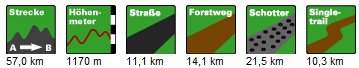 Strecke
A B
57,0 km
Höhen-
meter
1170 m
Straße
11,1 km
Forstweg
14,1 km
Schotter
21,5 km
Single-
trail
10,3 km